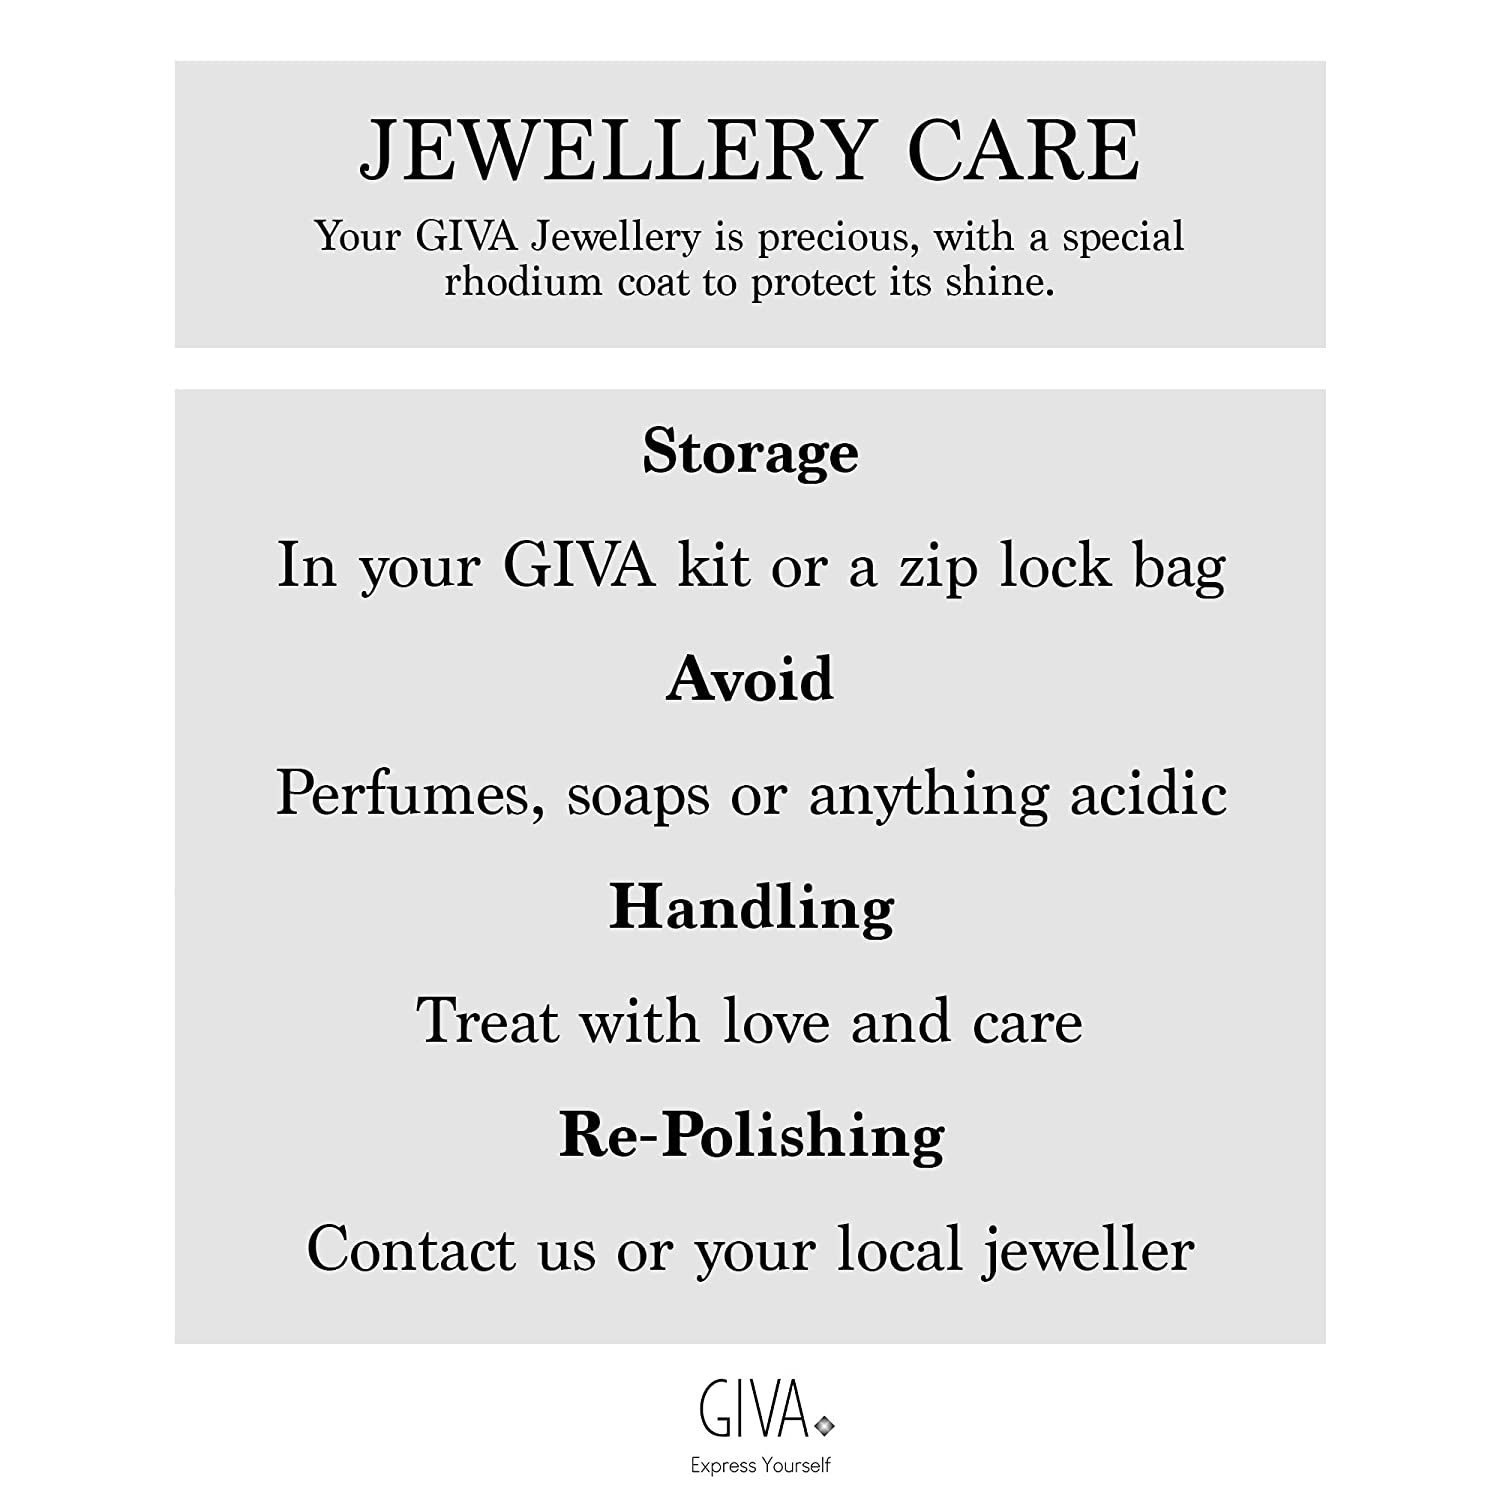 JEWELLERY CARE
Your GIVA Jewellery is precious, with a special
rhodium coat to protect its shine.
Storage
In your GIVA kit or a zip lock bag
Avoid
Perfumes, soaps or anything acidic
Handling
Treat with love and care
Re-Polishing
Contact us or your local jeweller
GIVA
Express Yourself